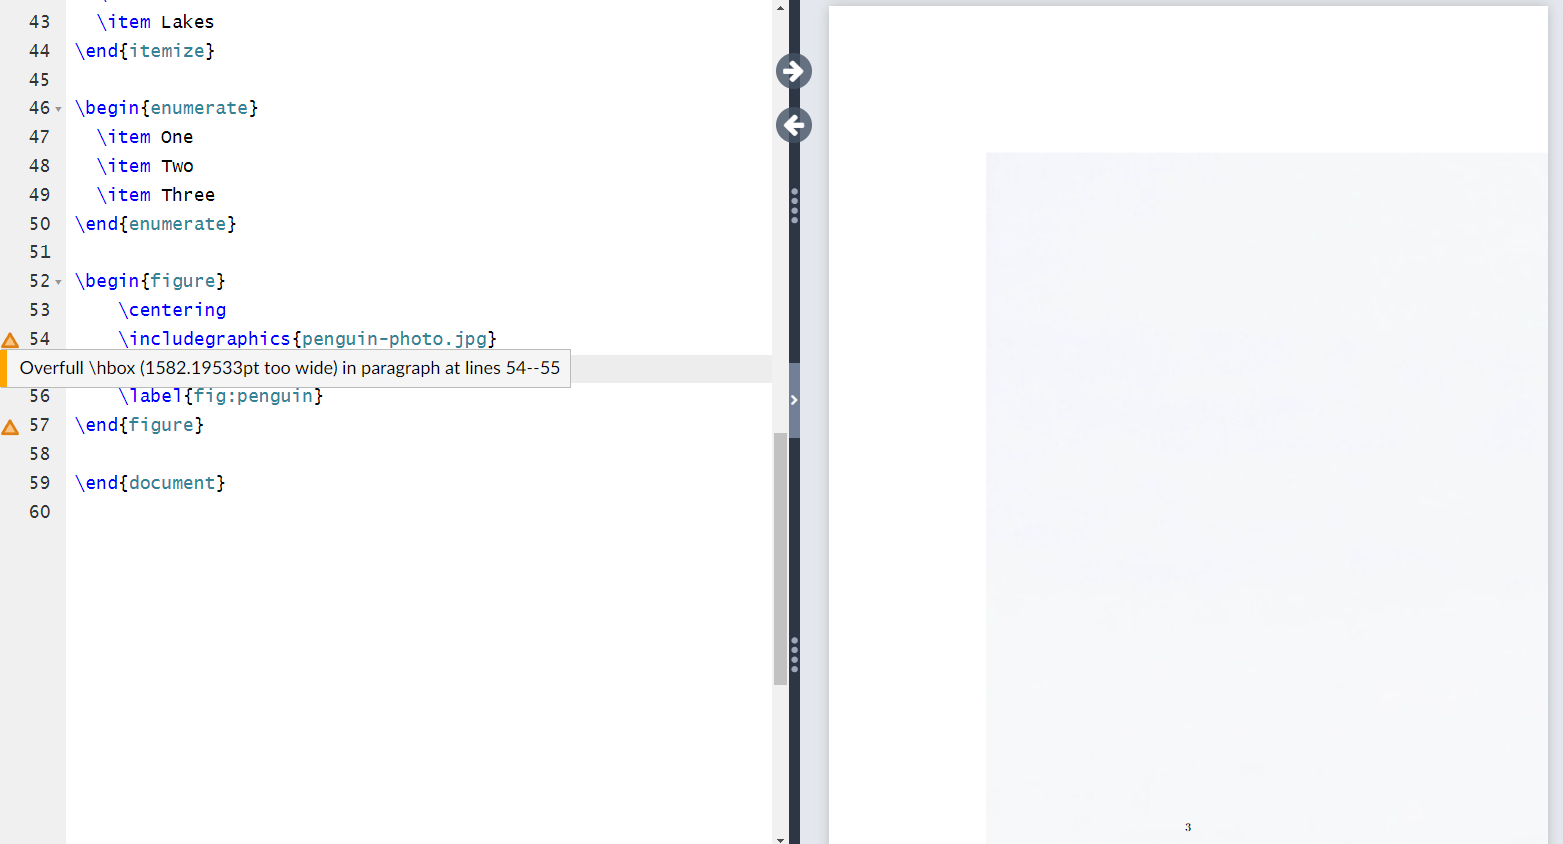 43 \item Lakes
44 \end{itemize}
45
46 \begin{enumerate}
47 \item One
48 \item Two
49 \item Three
50 \end{enumerate}
51
52 \begin{figure}
53 \centering
54 \includegraphics{penguin-photo.jpg}
Overfull \hbox (1582.19533pt too wide) in paragraph at lines 54--55
56 \label{fig:penguin}
57 \end{figure}
58
59 \end{document}
60
3